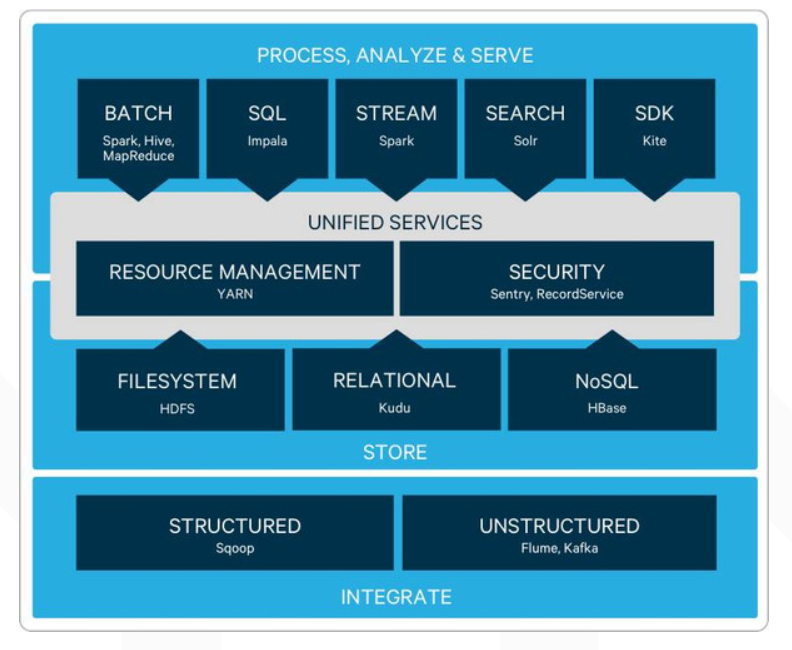 PROCESS, ANALYZE & SERVE
BATCH
Spark, Hive,
MapReduce
SQL
Impala
STREAM
Spark
SEARCH
Solr
SDK
Kite
UNIFIED SERVICES
RESOURCE MANAGEMENT
YARN
SECURITY
Sentry, RecordService
FILESYSTEM
HDFS
RELATIONAL
Kudu
NoSQL
HBase
STORE
STRUCTURED
Sqoop
UNSTRUCTURED
Flume, Kafka
INTEGRATE